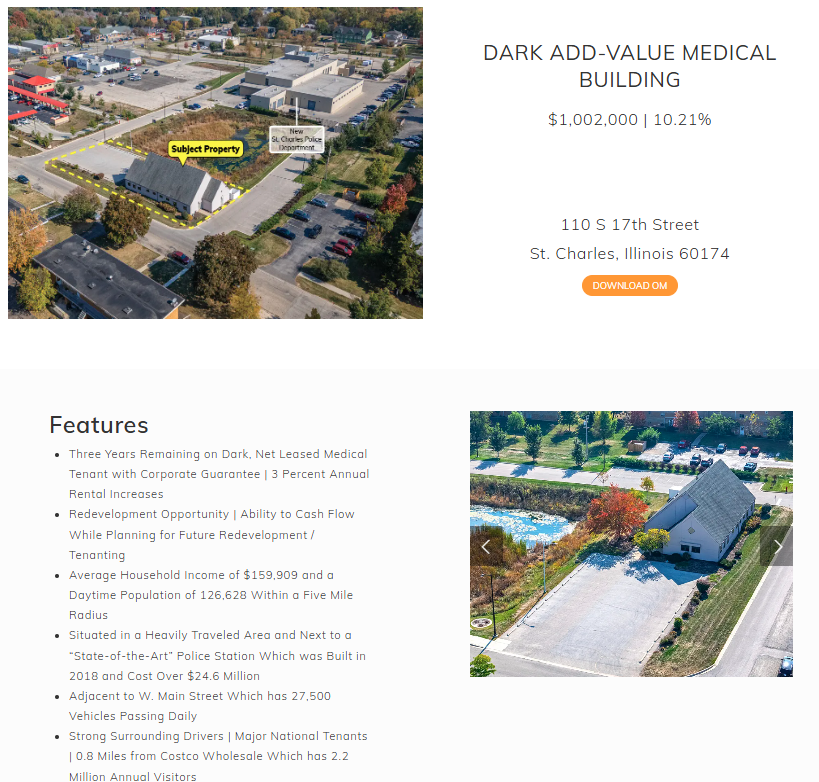 DARK ADD-VALUE MEDICAL
BUILDING
$1,002,000 | 10.21%
Subject Property
New
St. Charles Police
Department
110 S 17th Street
St. Charles, Illinois 60174
DOWNLOAD OM
Features
Three Years Remaining on Dark, Net Leased Medical
Tenant with Corporate Guarantee | 3 Percent Annual
Rental Increases
Redevelopment Opportunity | Ability to Cash Flow
While Planning for Future Redevelopment /
Tenanting
Average Household Income of $159,909 and a
Daytime Population of 126,628 Within a Five Mile
Radius
Situated in a Heavily Traveled Area and Next to a
“State-of-the-Art” Police Station Which was Built in
2018 and Cost Over $24.6 Million
Adjacent to W. Main Street Which has 27,500
Vehicles Passing Daily
Strong Surrounding Drivers | Major National Tenants
| 0.8 Miles from Costco Wholesale Which has 2.2
Million Annual Visitors